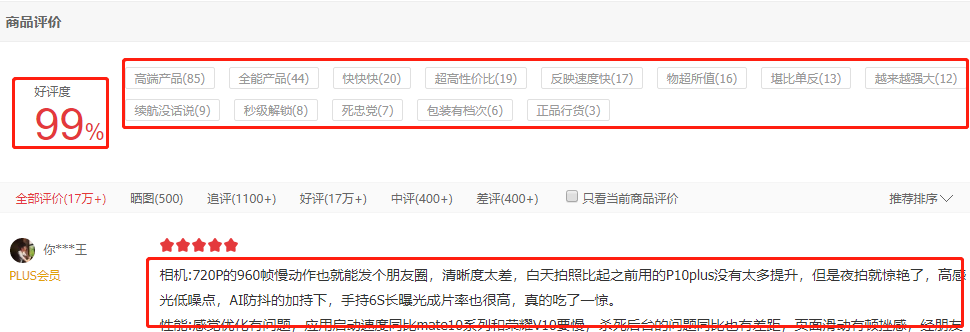 商品评价
好评度
99%
高端产品(85) 全能产品(44) 快快快(20) 超高性价比(19) 反映速度快(17) 物超所值(16) 堪比单反(13) 越来越强大(12)
续航没话说(9) 秒级解锁(8) 死忠党(7) 包装有档次(6) 正品行货(3)
全部评价(17万+) 晒图(500) 追评(1100+) 好评(17万+) 中评(400+) 差评(400+) 只看当前商品评价 推荐排序
你***王
PLUS会员
相机:720P的960帧慢动作也就能发个朋友圈，清晰度太差，白天拍照比起之前用的P10plus没有太多提升，但是夜拍就惊艳了，高感
光低噪点，AI防抖的加持下，手持6S长曝光成片率也很高，真的吃了一惊。
性能:感觉优化有问题，应用启动速度同比mate10系列和荣耀V10要慢，杀死后台的问题同比也有差距，页面滑动有顿挫感，经朋友